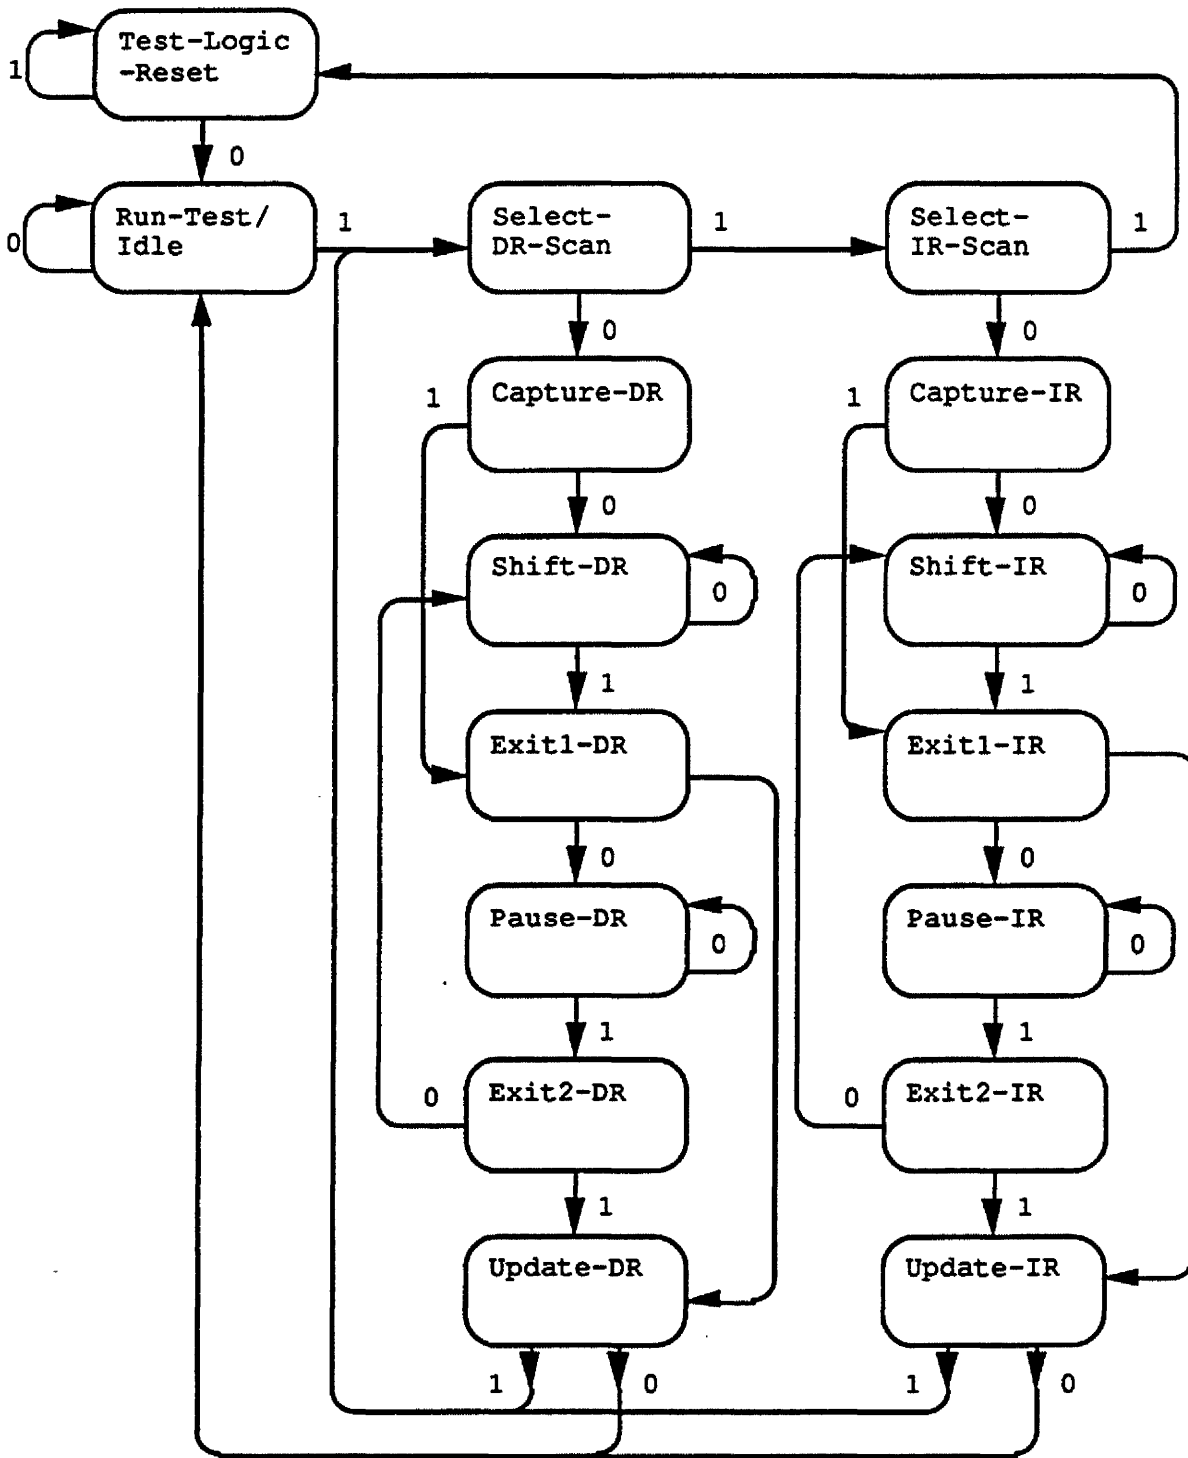 Test-Logic
-Reset
1
0
Run-Test/
Idle
0
1
Select-
DR-Scan
1
Select-
IR-Scan
1
0
0
Capture-DR
1
Capture-IR
1
0
0
Shift-DR
0
Shift-IR
0
1
1
Exit1-DR
Exit1-IR
0
0
Pause-DR
0
Pause-IR
0
1
1
Exit2-DR
0
Exit2-IR
0
1
1
Update-DR
Update-IR
1
0
1
0